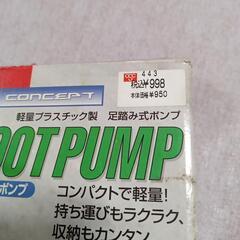 443
税込¥998
本体価格¥950
CONCEPT
軽量プラスチック製 足踏み式ポンプ
OOT PUMP
ポンプ
コンパクトで軽量!
持ち運びもラクラク、
収納もカンタン